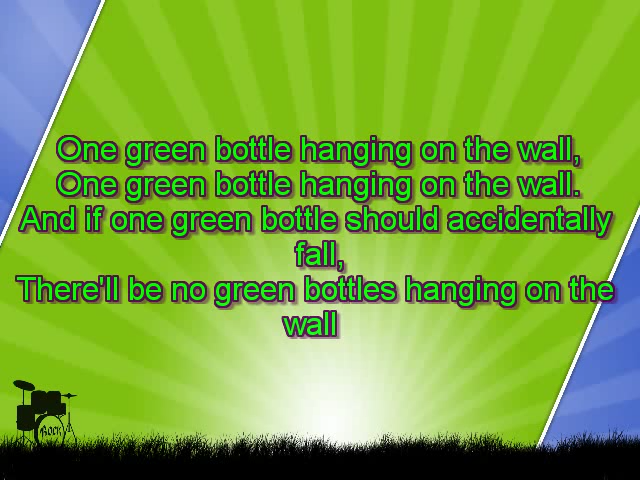 One green bottle hanging on the wall,
One green bottle hanging on the wall.
And if one green bottle should accidentally
fall,
There'll be no green bottles hanging on the
wall
ROCK